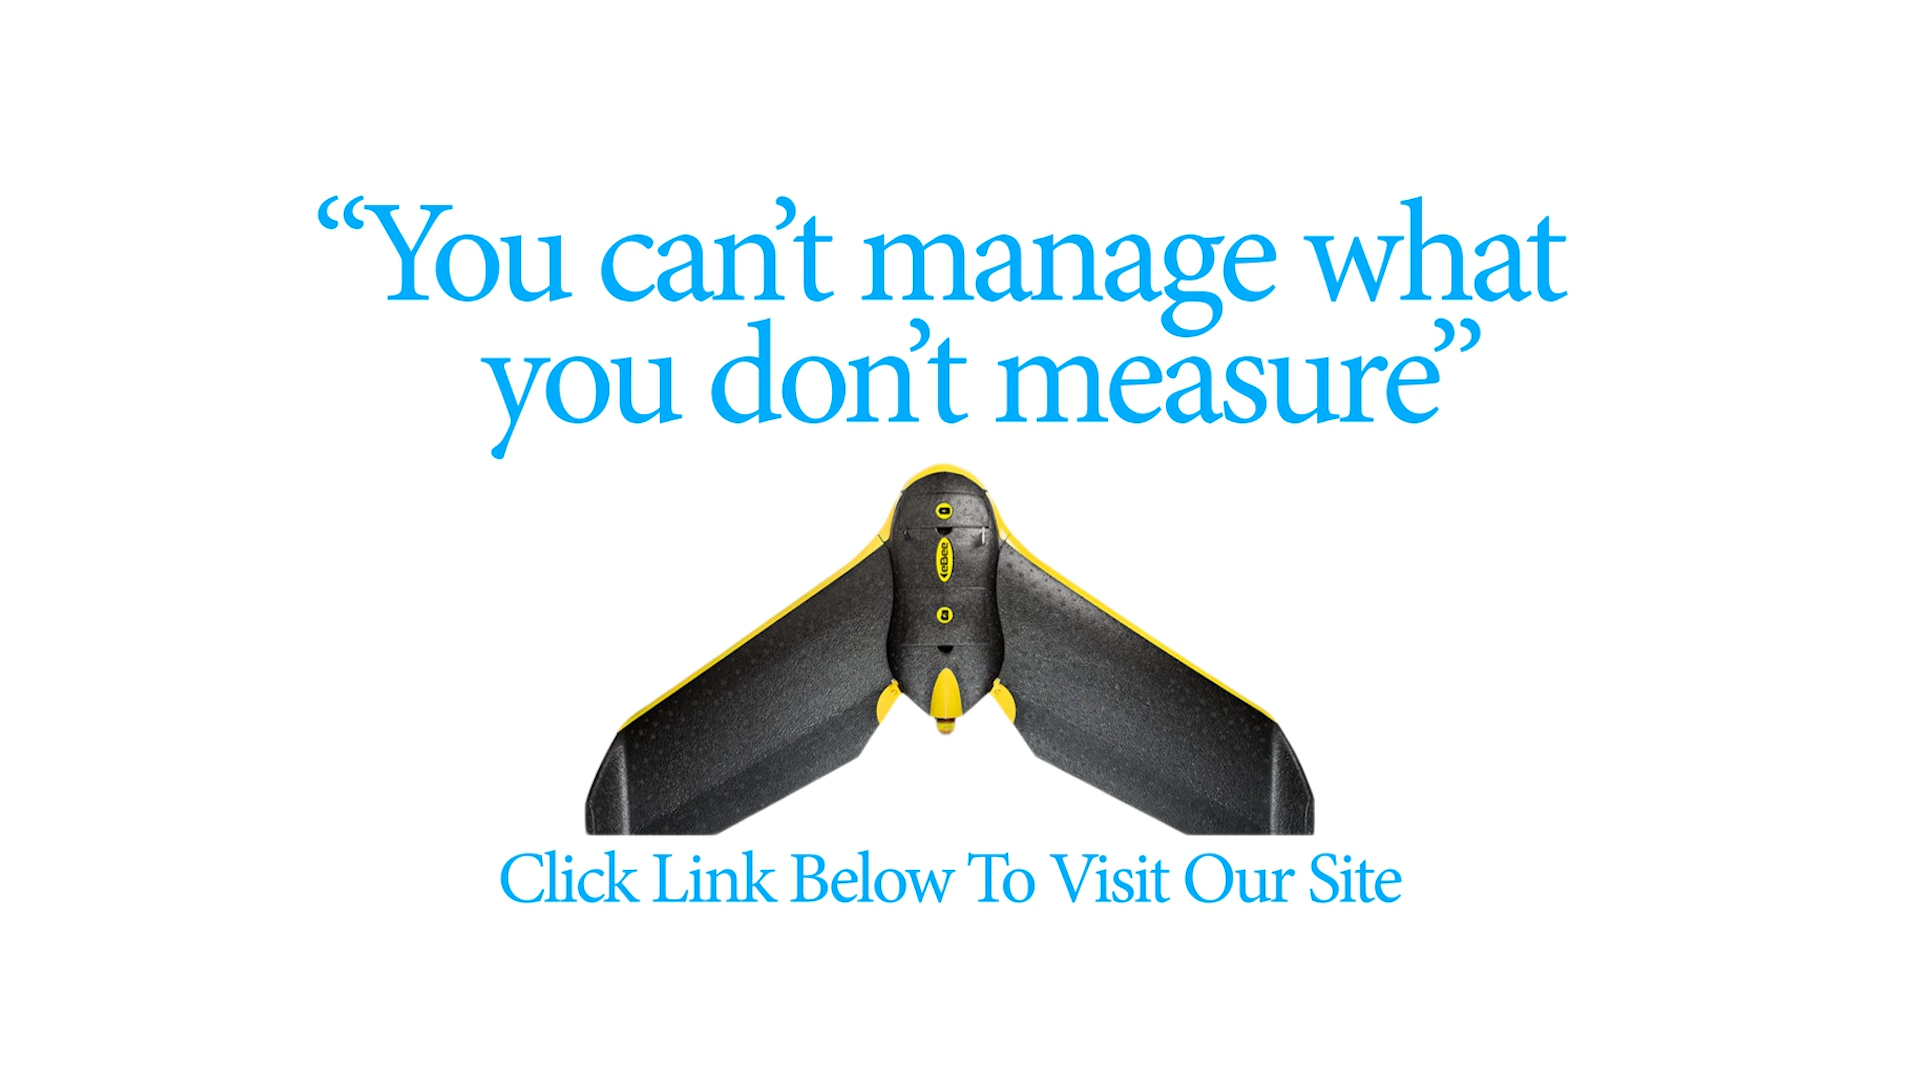 “You can’t manage what
you don’t measure”
eBee
Click Link Below To Visit Our Site